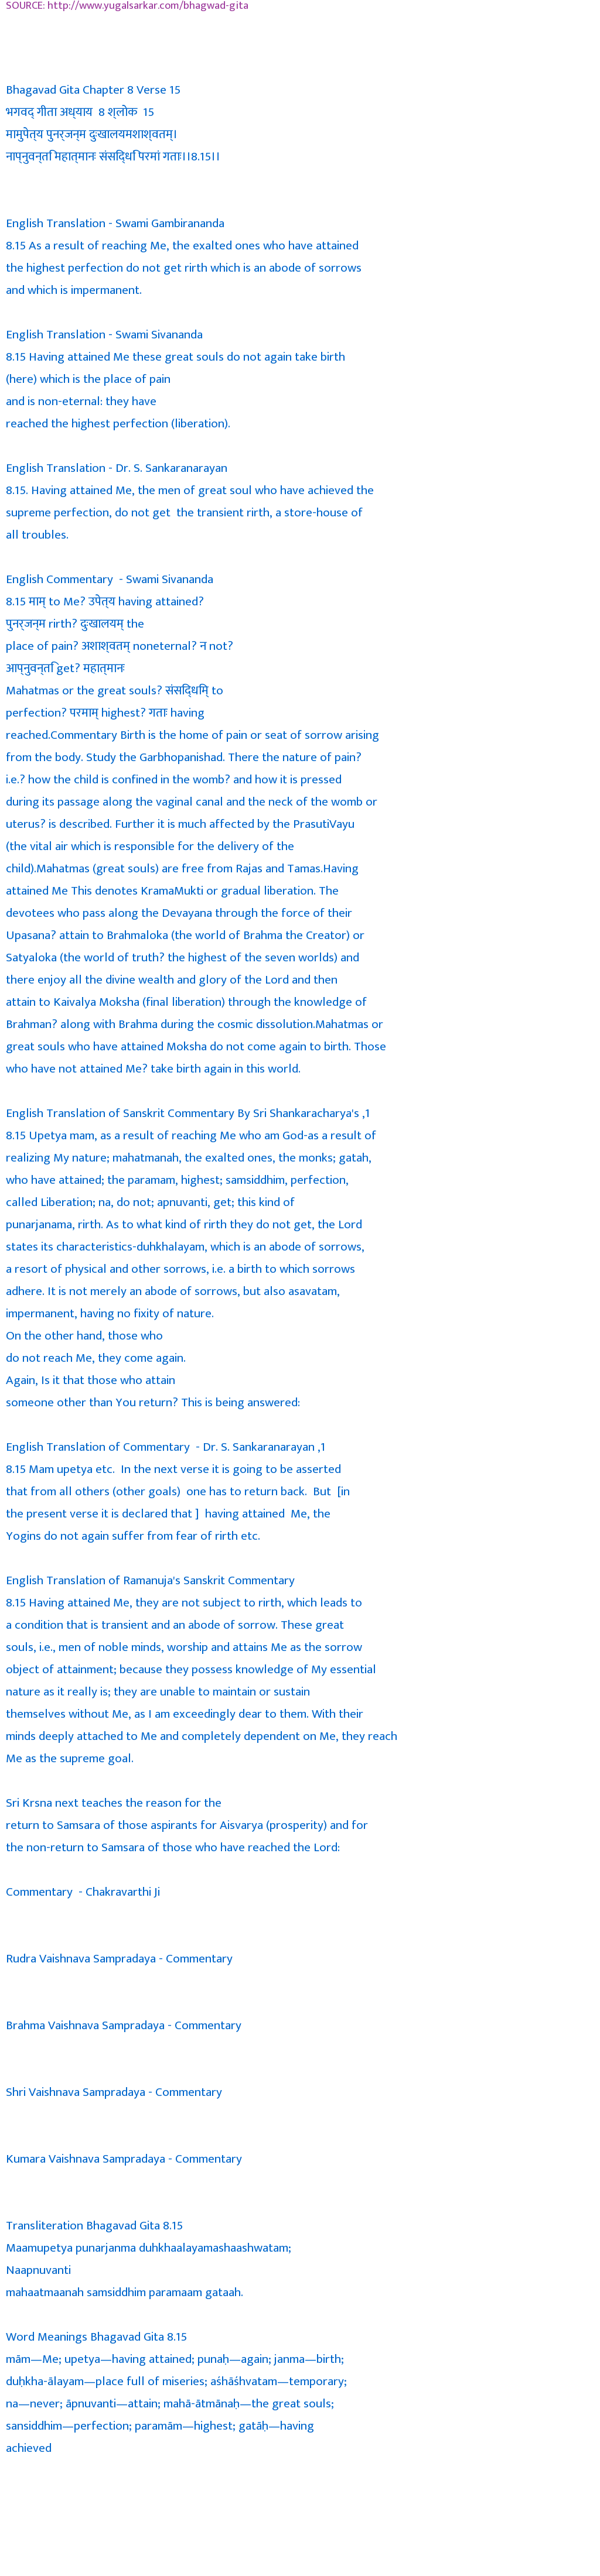 SOURCE: http://www.yugalsarkar.com/bhagwad-gita
Bhagavad Gita Chapter 8 Verse 15
भगवद् गीता अध्याय 8 श्लोक 15
मामुपेत्य पुनर्जन्म दुःखालयमशाश्वतम्।
नाप्नुवन्ति महात्मानः संसिद्धिं परमां गताः।।8.15।।
English Translation - Swami Gambirananda
8.15 As a result of reaching Me, the exalted ones who have attained
the highest perfection do not get rirth which is an abode of sorrows
and which is impermanent.
English Translation - Swami Sivananda
8.15 Having attained Me these great souls do not again take birth
(here) which is the place of pain
and is non-eternal: they have
reached the highest perfection (liberation).
English Translation - Dr. S. Sankaranarayan
8.15. Having attained Me, the men of great soul who have achieved the
supreme perfection, do not get the transient rirth, a store-house of
all troubles.
English Commentary - Swami Sivananda
8.15 माम् to Me? उपेत्य having attained?
पुनर्जन्म rirth? दुःखालयम् the
place of pain? अशाश्वतम् noneternal? न not?
आप्नुवन्ति get? महात्मानः
Mahatmas or the great souls? संसिद्धिम् to
perfection? परमाम् highest? गताः having
reached.Commentary Birth is the home of pain or seat of sorrow arising
from the body. Study the Garbhopanishad. There the nature of pain?
i.e.? how the child is confined in the womb? and how it is pressed
during its passage along the vaginal canal and the neck of the womb or
uterus? is described. Further it is much affected by the PrasutiVayu
(the vital air which is responsible for the delivery of the
child).Mahatmas (great souls) are free from Rajas and Tamas.Having
attained Me This denotes KramaMukti or gradual liberation. The
devotees who pass along the Devayana through the force of their
Upasana? attain to Brahmaloka (the world of Brahma the Creator) or
Satyaloka (the world of truth? the highest of the seven worlds) and
there enjoy all the divine wealth and glory of the Lord and then
attain to Kaivalya Moksha (final liberation) through the knowledge of
Brahman? along with Brahma during the cosmic dissolution.Mahatmas or
great souls who have attained Moksha do not come again to birth. Those
who have not attained Me? take birth again in this world.
English Translation of Sanskrit Commentary By Sri Shankaracharya's ,1
8.15 Upetya mam, as a result of reaching Me who am God-as a result of
realizing My nature; mahatmanah, the exalted ones, the monks; gatah,
who have attained; the paramam, highest; samsiddhim, perfection,
called Liberation; na, do not; apnuvanti, get; this kind of
punarjanama, rirth. As to what kind of rirth they do not get, the Lord
states its characteristics-duhkhalayam, which is an abode of sorrows,
a resort of physical and other sorrows, i.e. a birth to which sorrows
adhere. It is not merely an abode of sorrows, but also asavatam,
impermanent, having no fixity of nature.
On the other hand, those who
do not reach Me, they come again.
Again, Is it that those who attain
someone other than You return? This is being answered:
English Translation of Commentary - Dr. S. Sankaranarayan ,1
8.15 Mam upetya etc. In the next verse it is going to be asserted
that from all others (other goals) one has to return back. But [in
the present verse it is declared that ] having attained Me, the
Yogins do not again suffer from fear of rirth etc.
English Translation of Ramanuja's Sanskrit Commentary
8.15 Having attained Me, they are not subject to rirth, which leads to
a condition that is transient and an abode of sorrow. These great
souls, i.e., men of noble minds, worship and attains Me as the sorrow
object of attainment; because they possess knowledge of My essential
nature as it really is; they are unable to maintain or sustain
themselves without Me, as I am exceedingly dear to them. With their
minds deeply attached to Me and completely dependent on Me, they reach
Me as the supreme goal.
Sri Krsna next teaches the reason for the
return to Samsara of those aspirants for Aisvarya (prosperity) and for
the non-return to Samsara of those who have reached the Lord:
Commentary - Chakravarthi Ji
Rudra Vaishnava Sampradaya - Commentary
Brahma Vaishnava Sampradaya - Commentary
Shri Vaishnava Sampradaya - Commentary
Kumara Vaishnava Sampradaya - Commentary
Transliteration Bhagavad Gita 8.15
Maamupetya punarjanma duhkhaalayamashaashwatam;
Naapnuvanti
mahaatmaanah samsiddhim paramaam gataah.
Word Meanings Bhagavad Gita 8.15
mām—Me; upetya—having attained; punaḥ—again; janma—birth;
duḥkha-ālayam—place full of miseries; aśhāśhvatam—temporary;
na—never; āpnuvanti—attain; mahā-ātmānaḥ—the great souls;
sansiddhim—perfection; paramām—highest; gatāḥ—having
achieved